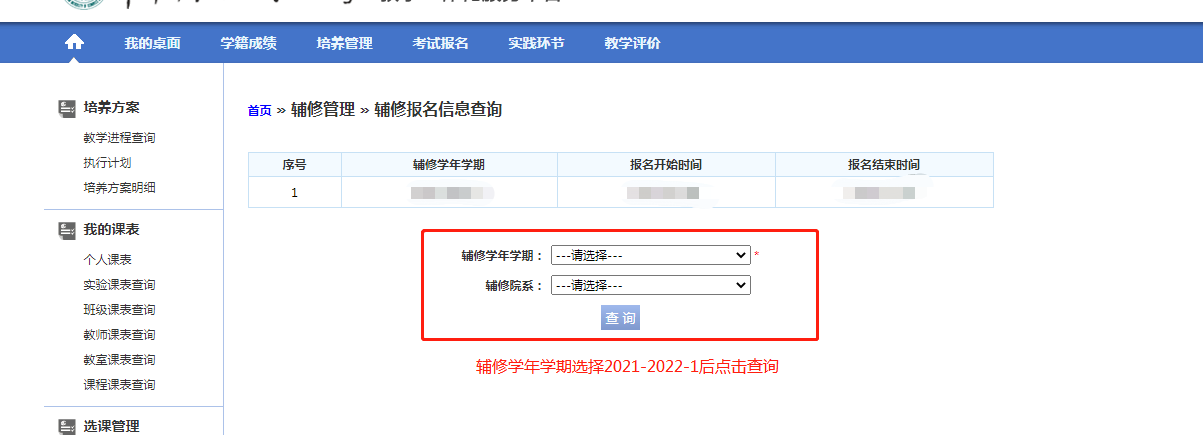 我的桌面 学籍成绩 培养管理 考试报名 实践环节 教学评价
培养方案
教学进程查询
执行计划
培养方案明细
我的课表
个人课表
实验课表查询
班级课表查询
教师课表查询
教室课表查询
课程课表查询
选课管理
首页 » 辅修管理 » 辅修报名信息查询
序号 辅修学年学期 报名开始时间 报名结束时间
1
辅修学年学期： ---请选择--- *
辅修院系： ---请选择---
查 询
辅修学年学期选择2021-2022-1后点击查询